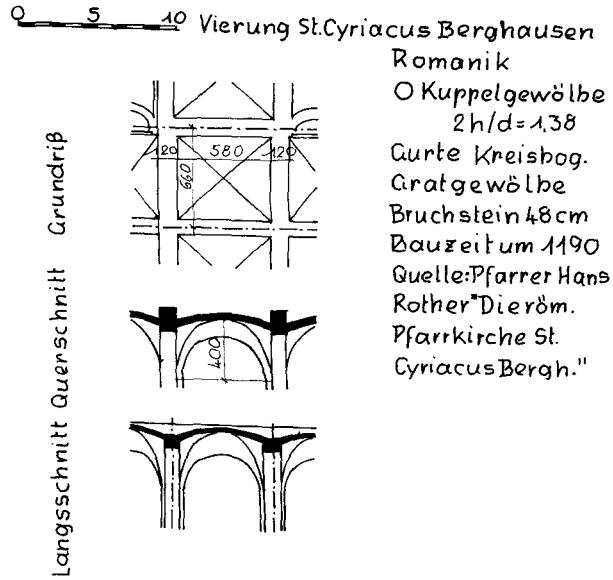 0 5 10 Vierung St.Cyriacus Berghausen
Romanik
O Kuppelgewölbe
2h/d=1,38
Gurte Kreisbog.
Gratgewölbe
Bruchstein 48cm
Bauzeit um 1190
Quelle:Pfarrer Hans
Rother"Die röm.
Pfarrkirche St.
Cyriacus Bergh."
Grundriß
120 580 120
660
Querschnitt
400
Langsschnitt